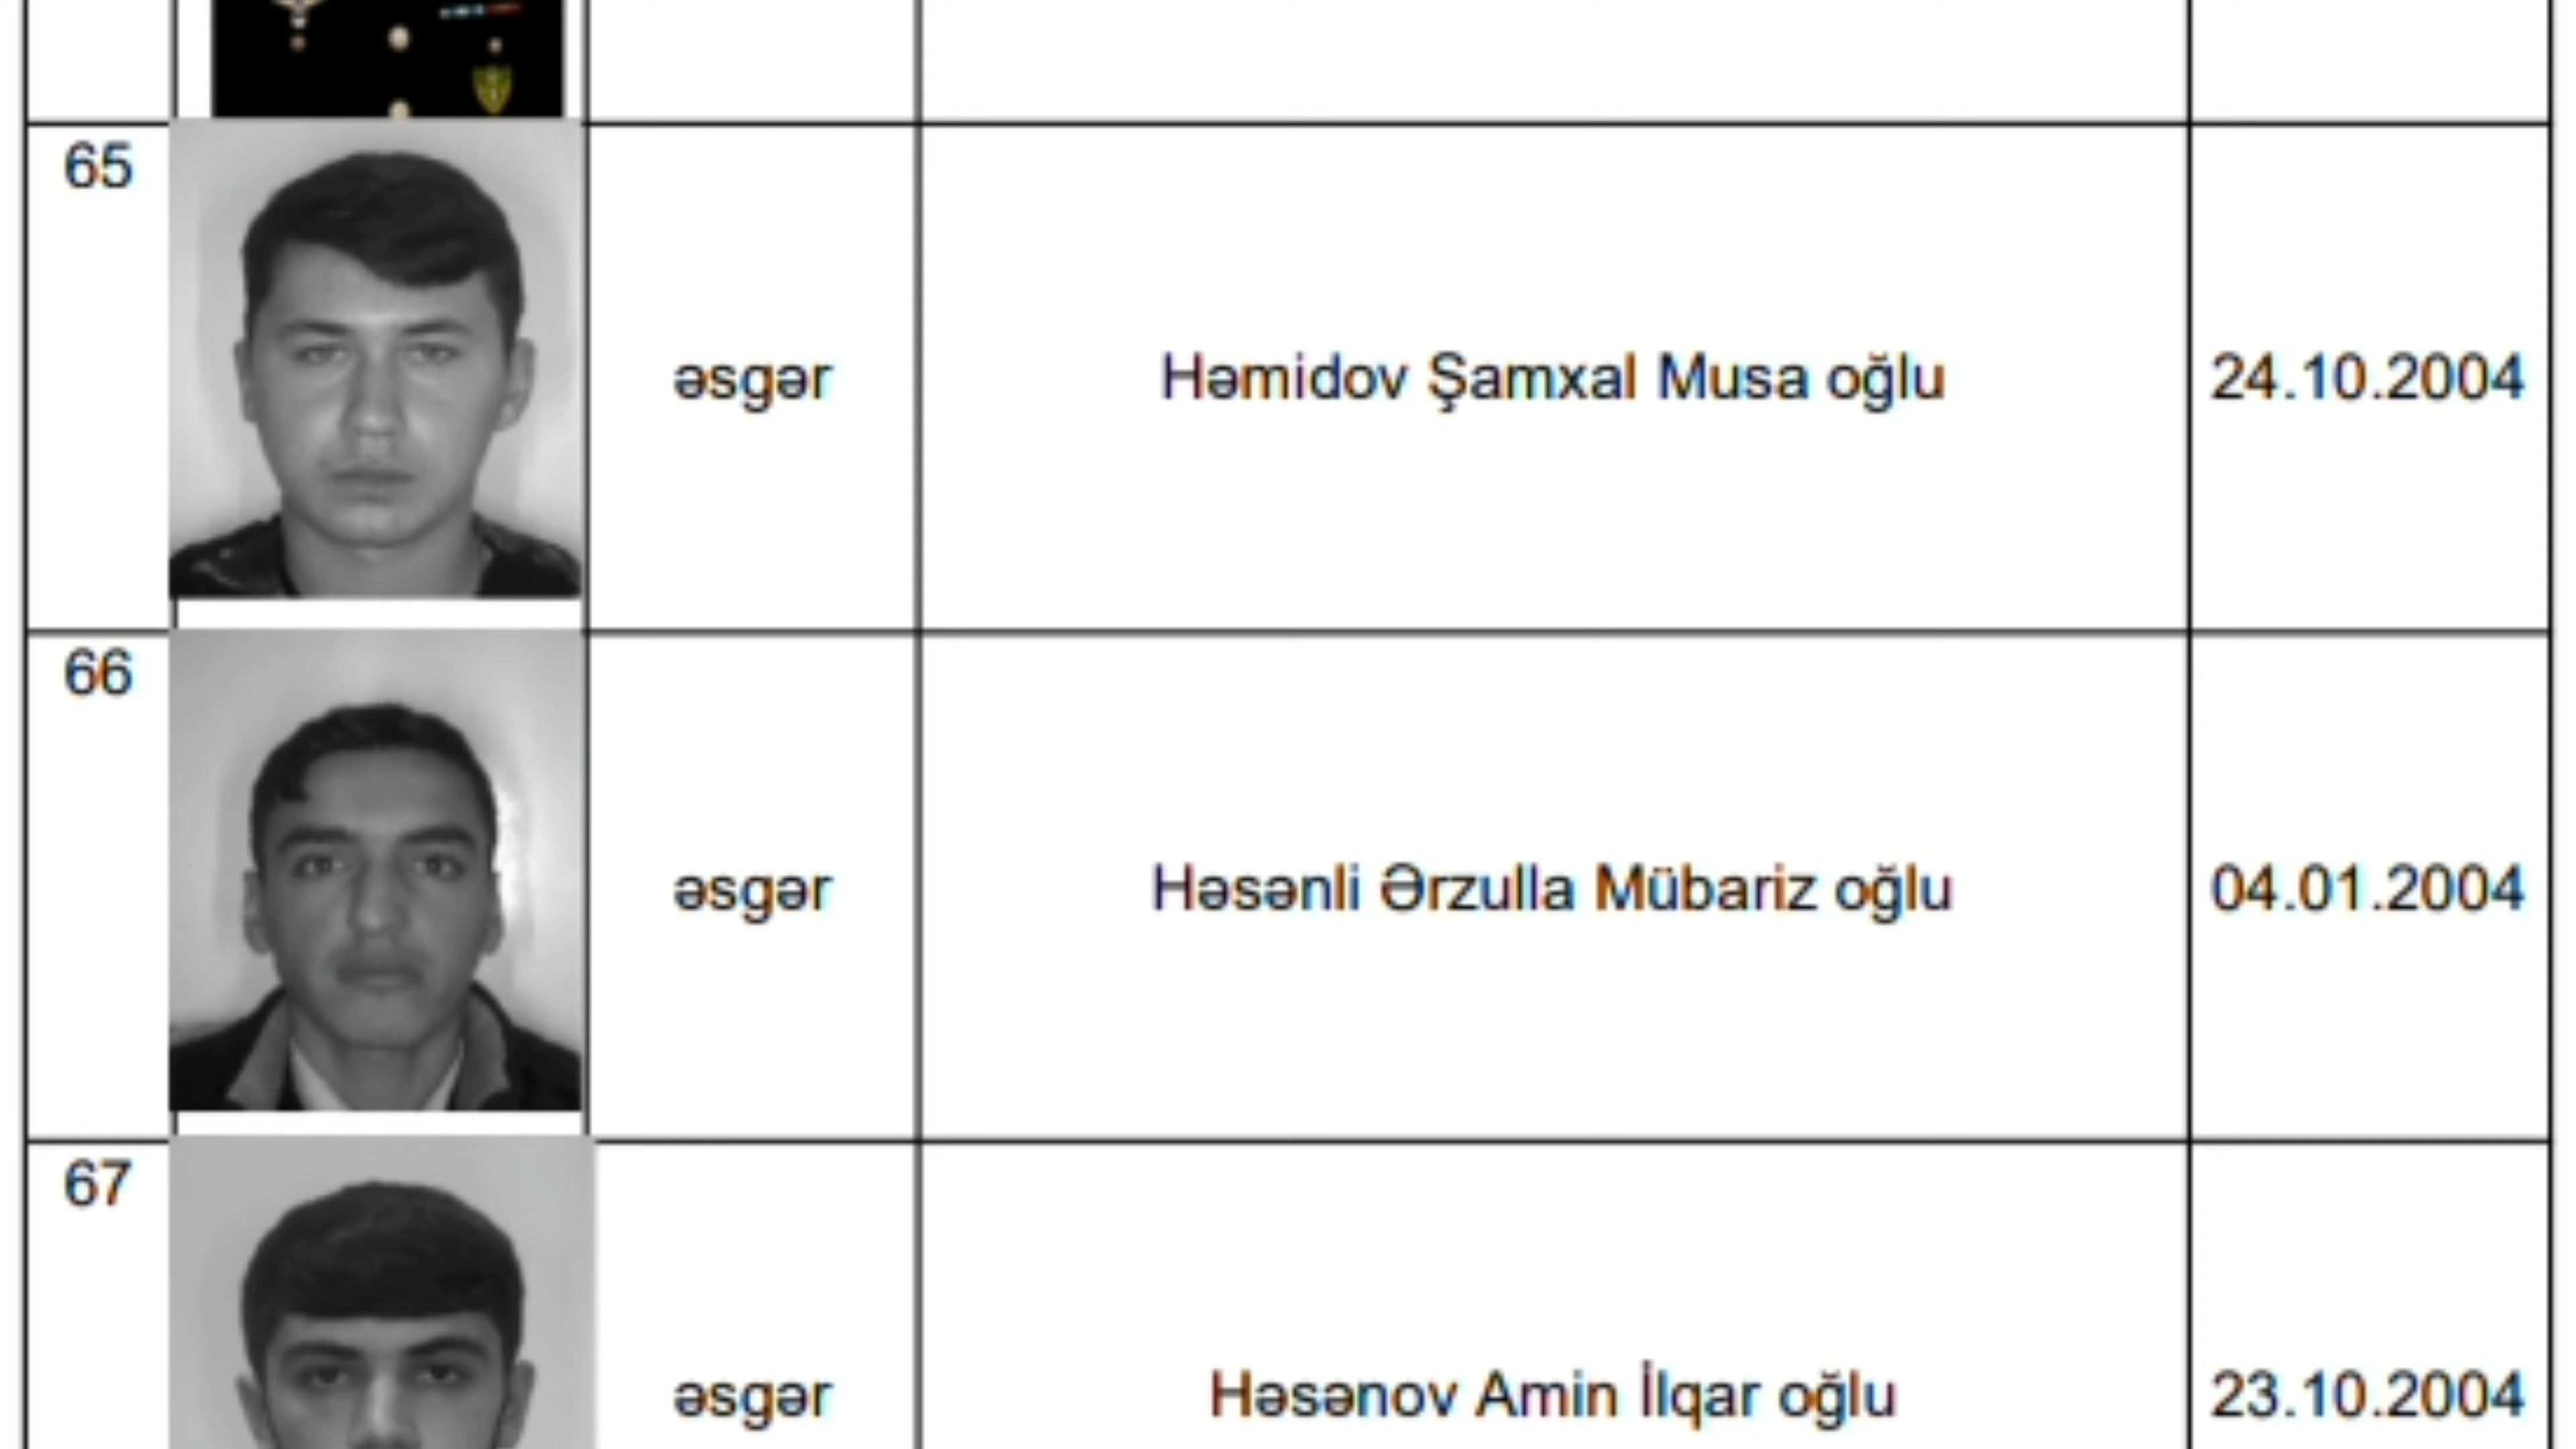 65 əsgər Həmidov Şamxal Musa oğlu 24.10.2004
66 əsgər Həsənli Ərzulla Mübariz oğlu 04.01.2004
67 əsgər Həsənov Amin İlqar oğlu 23.10.2004